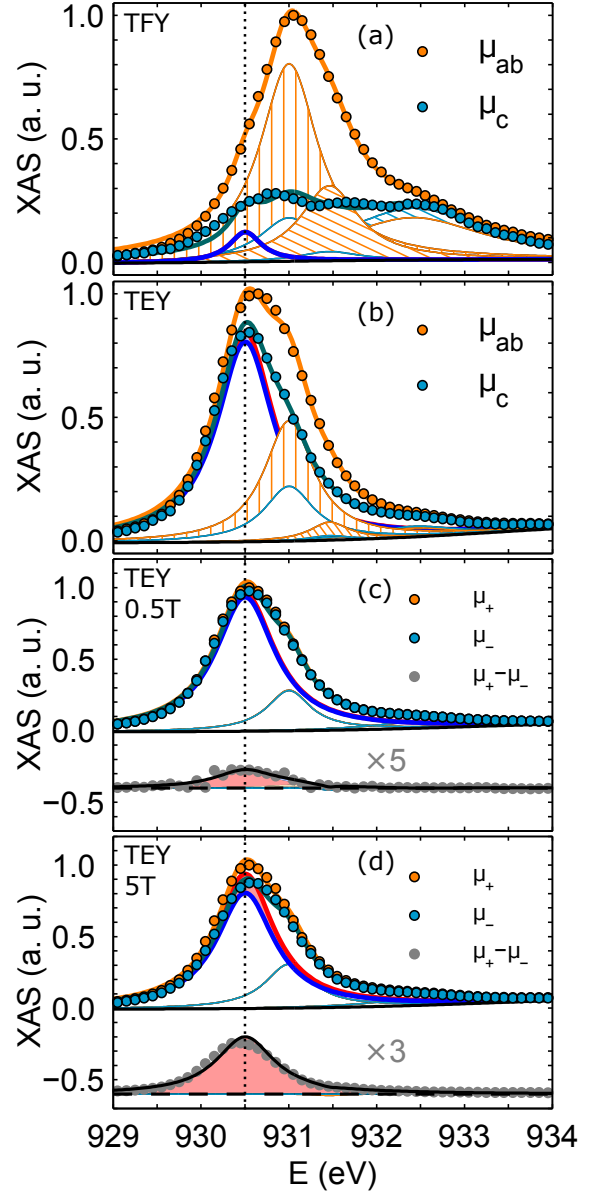 TFY
(a)
μab
μc
1.0
0.5
0.0
XAS (a. u.)
TEY
(b)
μab
μc
1.0
0.5
0.0
XAS (a. u.)
TEY
0.5T
(c)
μ+
μ−
μ+−μ−
×5
1.0
0.5
0.0
−0.5
XAS (a. u.)
TEY
5T
(d)
μ+
μ−
μ+−μ−
×3
1.0
0.5
0.0
−0.5
XAS (a. u.)
929 930 931 932 933 934
E (eV)